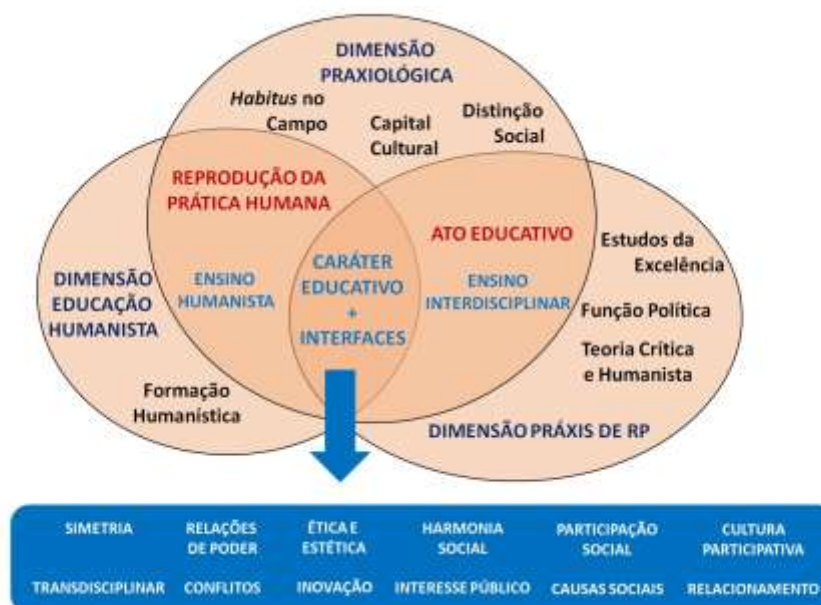 DIMENSÃO
PRAXIOLÓGICA
Habitus no
Campo
Capital
Cultural
Distinção
Social
REPRODUÇÃO DA
PRÁTICA HUMANA
ATO EDUCATIVO
Estudos da
Excelência
DIMENSÃO
EDUCAÇÃO
HUMANISTA
ENSINO
HUMANISTA
CARÁTER
EDUCATIVO
+
INTERFACES
ENSINO
INTERDISCIPLINAR
Função Política
Teoria Crítica
e Humanista
Formação
Humanística
DIMENSÃO PRÁXIS DE RP
SIMETRIA
RELAÇÕES
DE PODER
ÉTICA E
ESTÉTICA
HARMONIA
SOCIAL
PARTICIPAÇÃO
SOCIAL
CULTURA
PARTICIPATIVA
TRANSDISCIPLINAR
CONFLITOS
INOVAÇÃO
INTERESSE PÚBLICO
CAUSAS SOCIAIS
RELACIONAMENTO